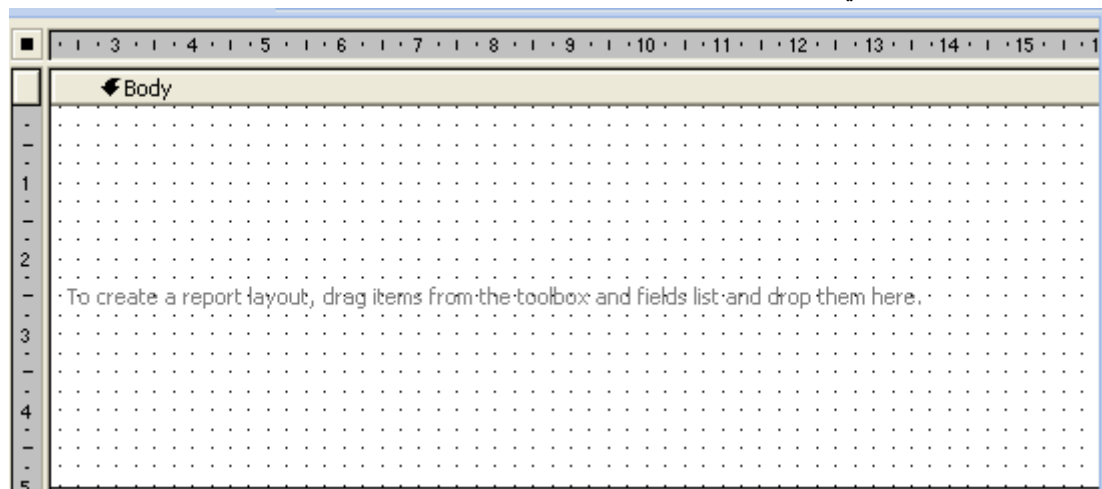 3 4 5 6 7 8 9 10 11 12 13 14 15 1
Body
1
2
To create a report layout, drag items from the toolbox and fields list and drop them here.
3
4
5